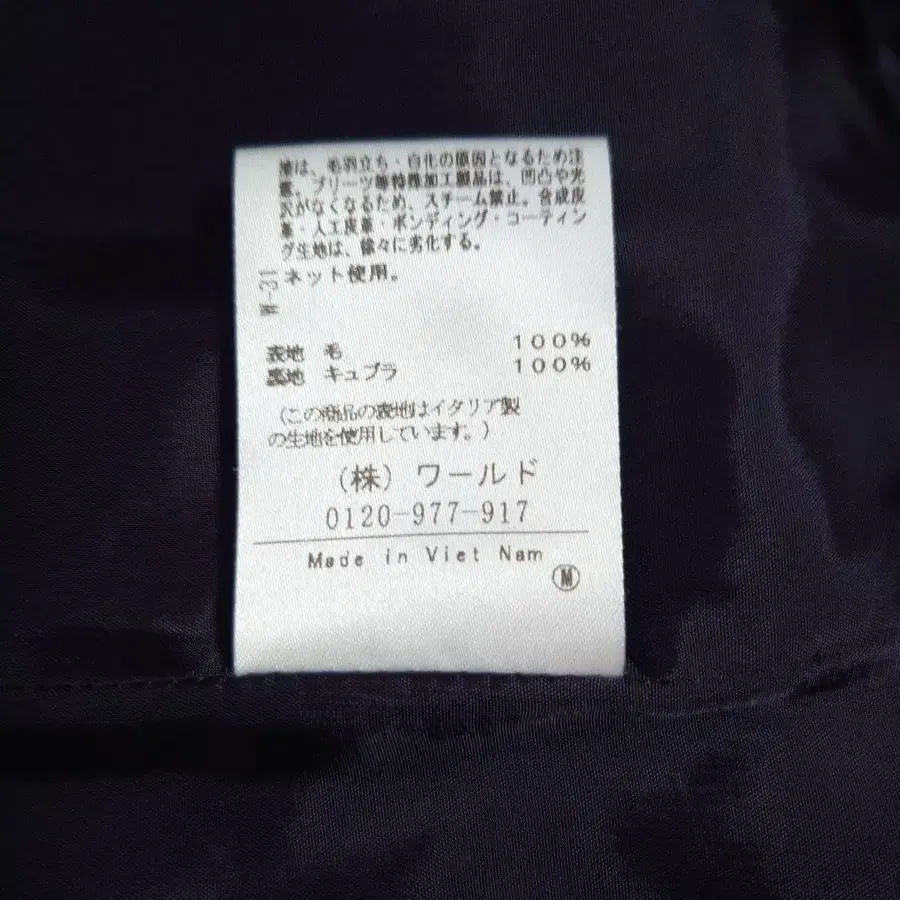 擦は、毛羽立ち・白化の原因となるため注
意。プリーツ等特殊加工製品は、凹凸や光
沢がなくなるため、スチーム禁止。合成皮
革・人工皮革・ボンディング・コーティン
グ生地は、徐々に劣化する。
ネット使用。
W-31
表地 毛 100%
裏地 キュプラ 100%
(この商品の表地はイタリア製
の生地を使用しています。)
(株) ワールド
0120-977-917
Made in Viet Nam
Ⓜ